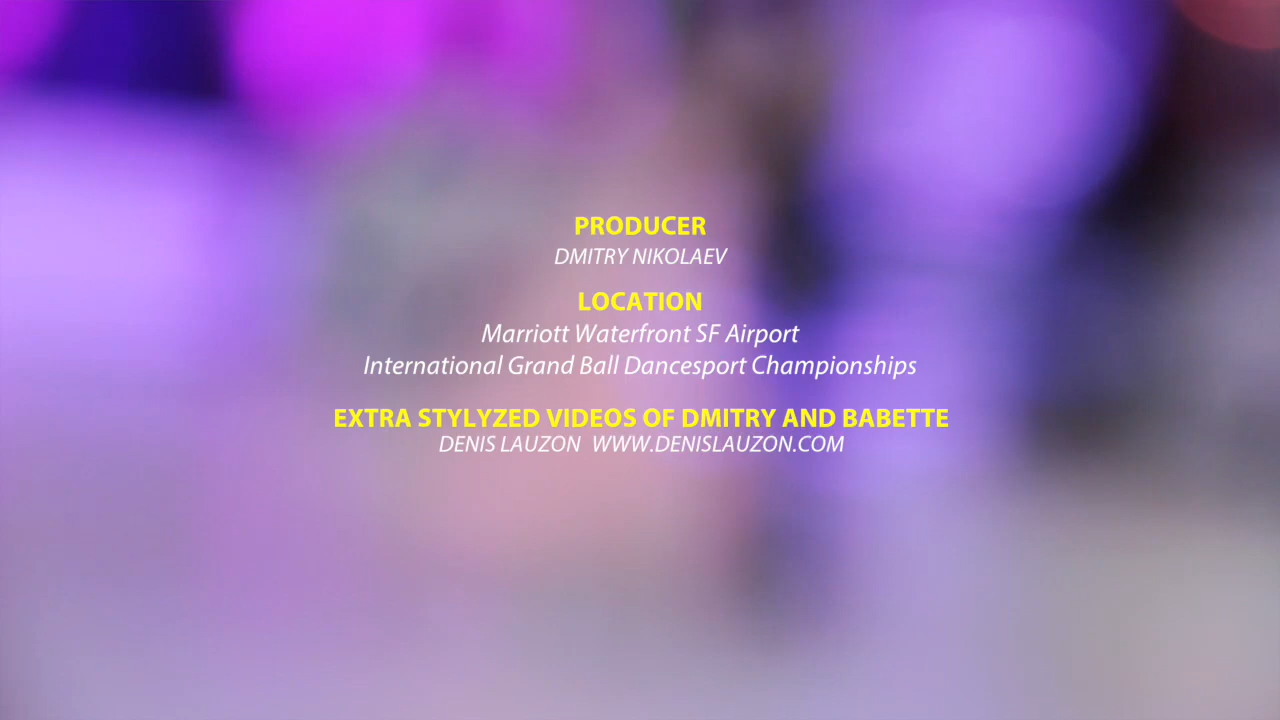 PRODUCER
DMITRY NIKOLAEV
LOCATION
Marriott Waterfront SF Airport
International Grand Ball Dancesport Championships
EXTRA STYLYZED VIDEOS OF DMITRY AND BABETTE
DENIS LAUZON WWW.DENISLAUZON.COM